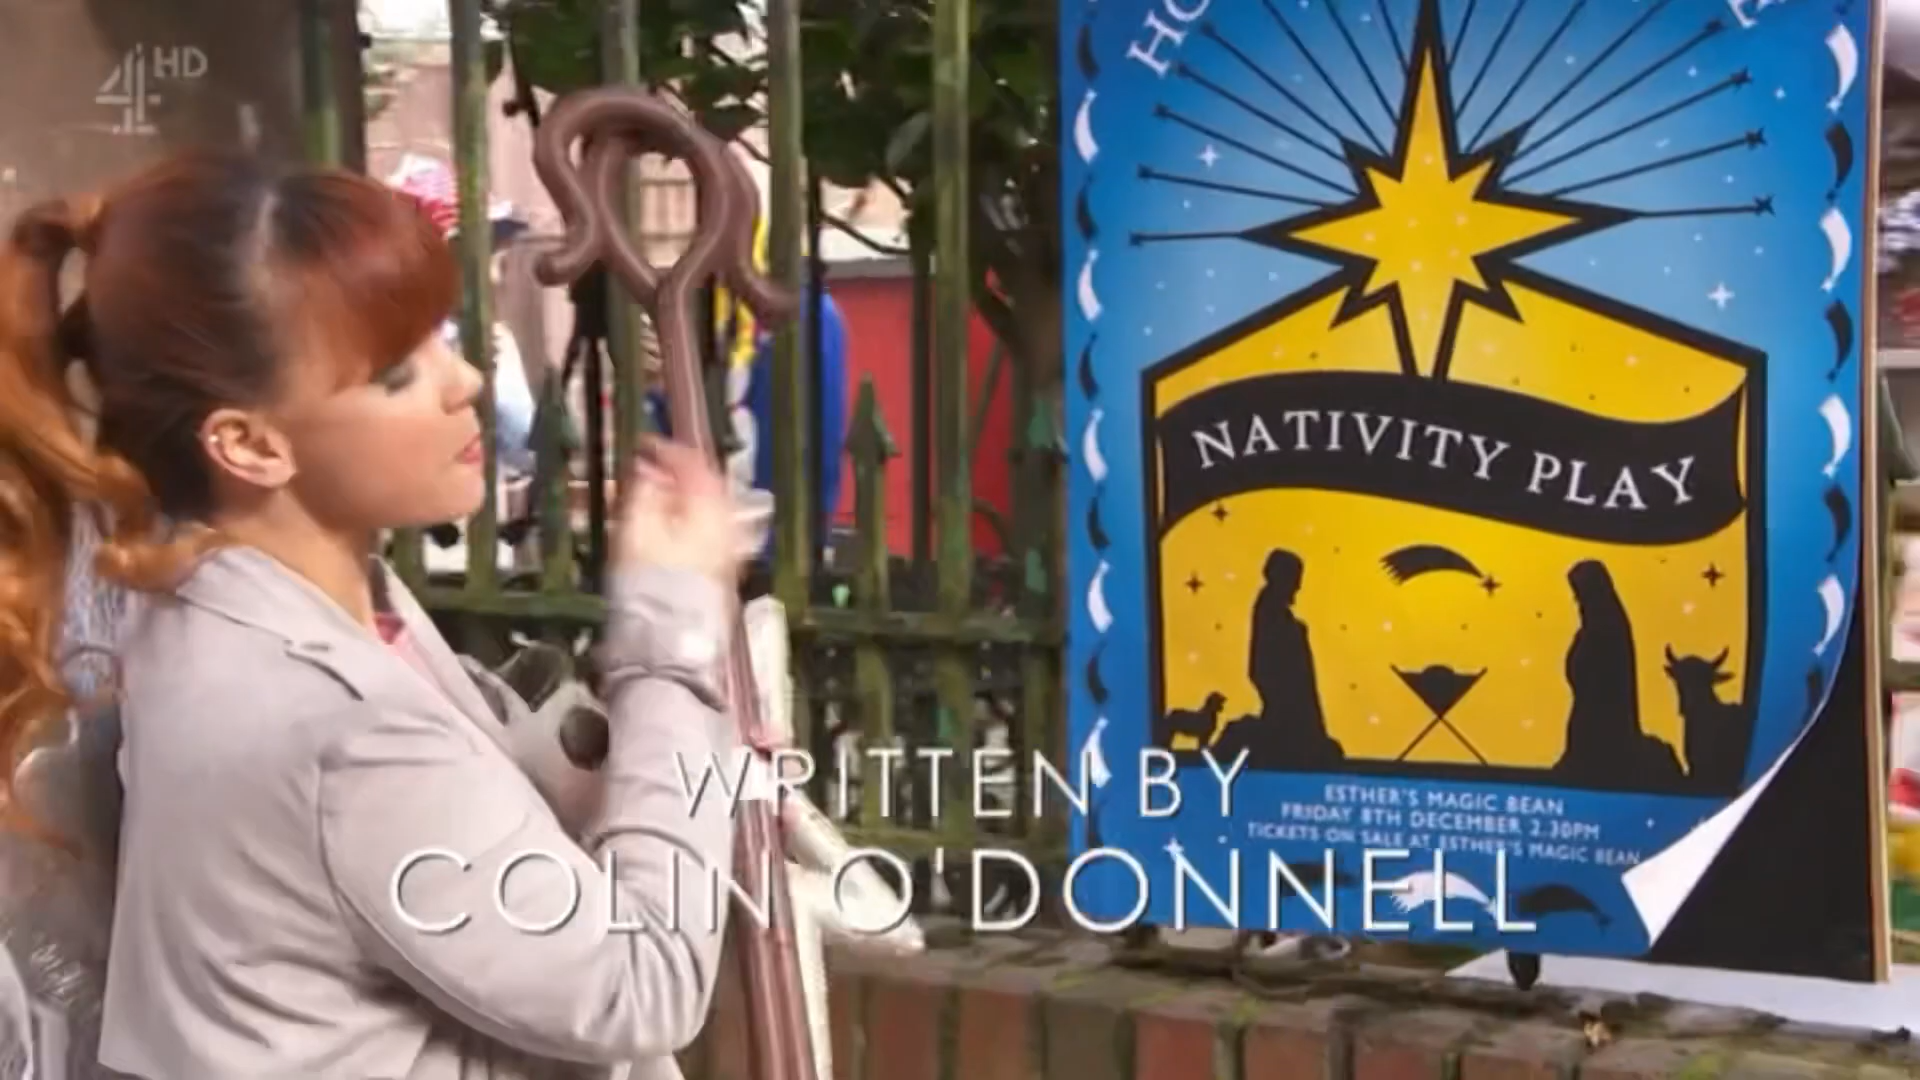 4HD
HO
NATIVITY PLAY
ESTHER'S MAGIC BEAN
FRIDAY 8TH DECEMBER 2.30PM
TICKETS ON SALE AT ESTHER'S MAGIC BEAN
WRITTEN BY
COLIN O'DONNELL